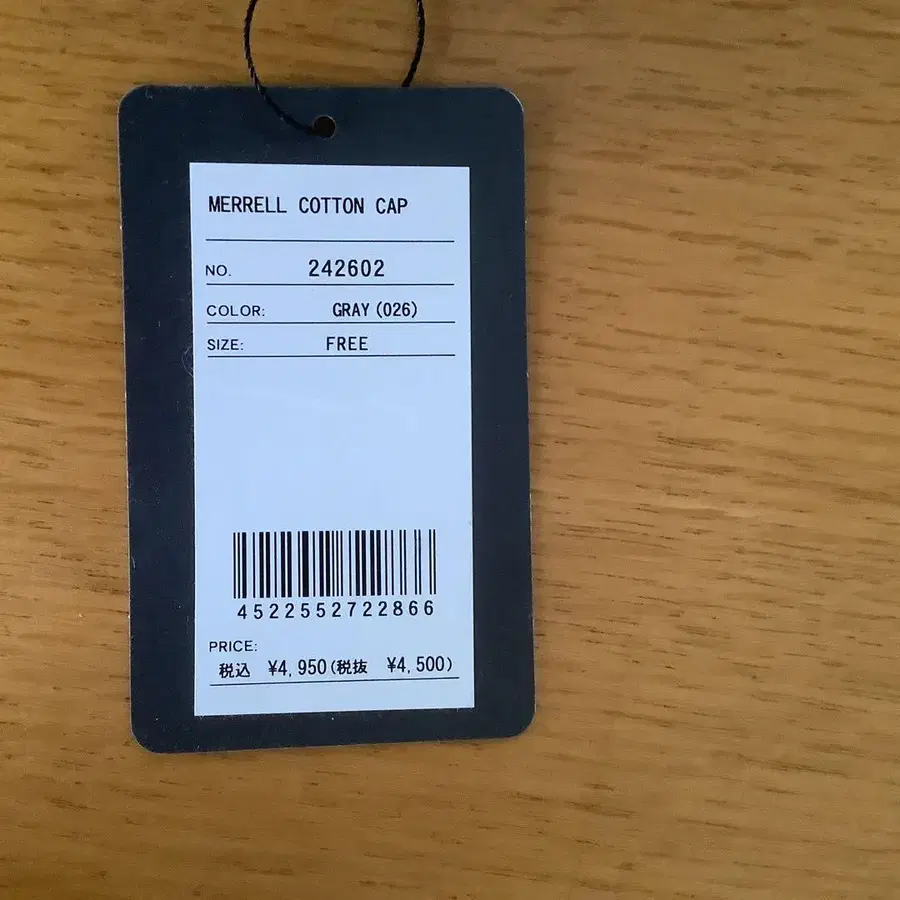 MERRELL COTTON CAP
NO. 242602
COLOR: GRAY (026)
SIZE: FREE
4522552722866
PRICE:
税込 ¥4,950(税抜 ¥4,500)